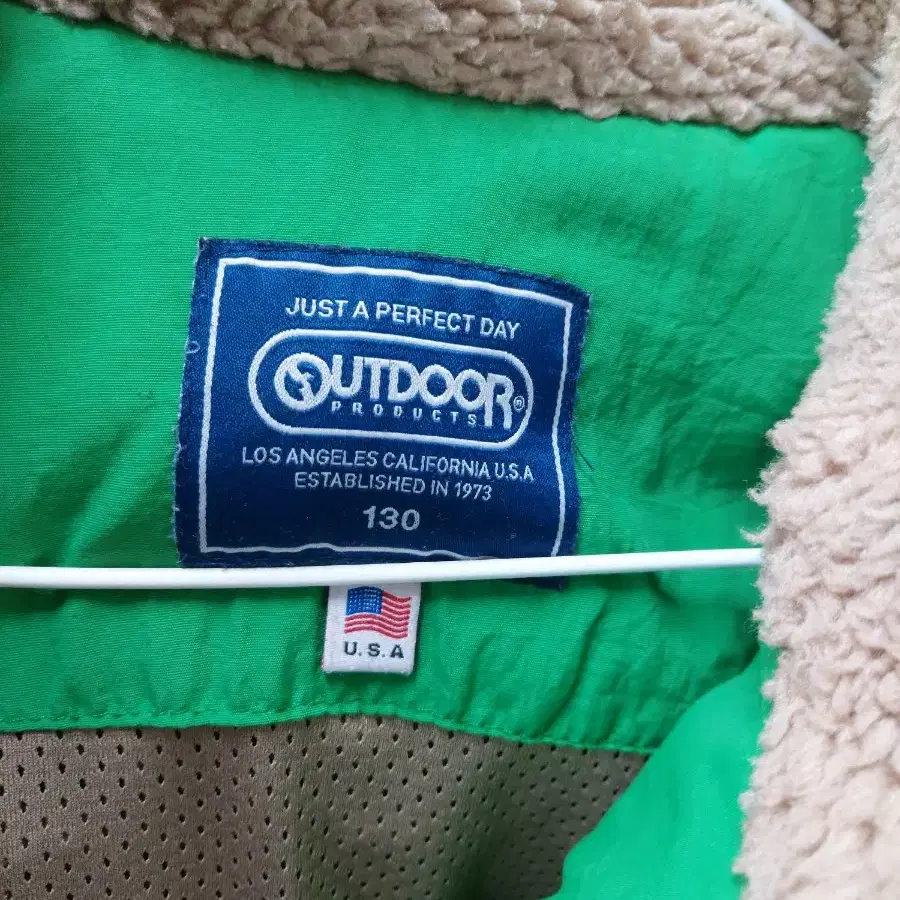 JUST A PERFECT DAY
OUTDOOR®
PRODUCTS
LOS ANGELES CALIFORNIA U.S.A
ESTABLISHED IN 1973
130
U.S.A